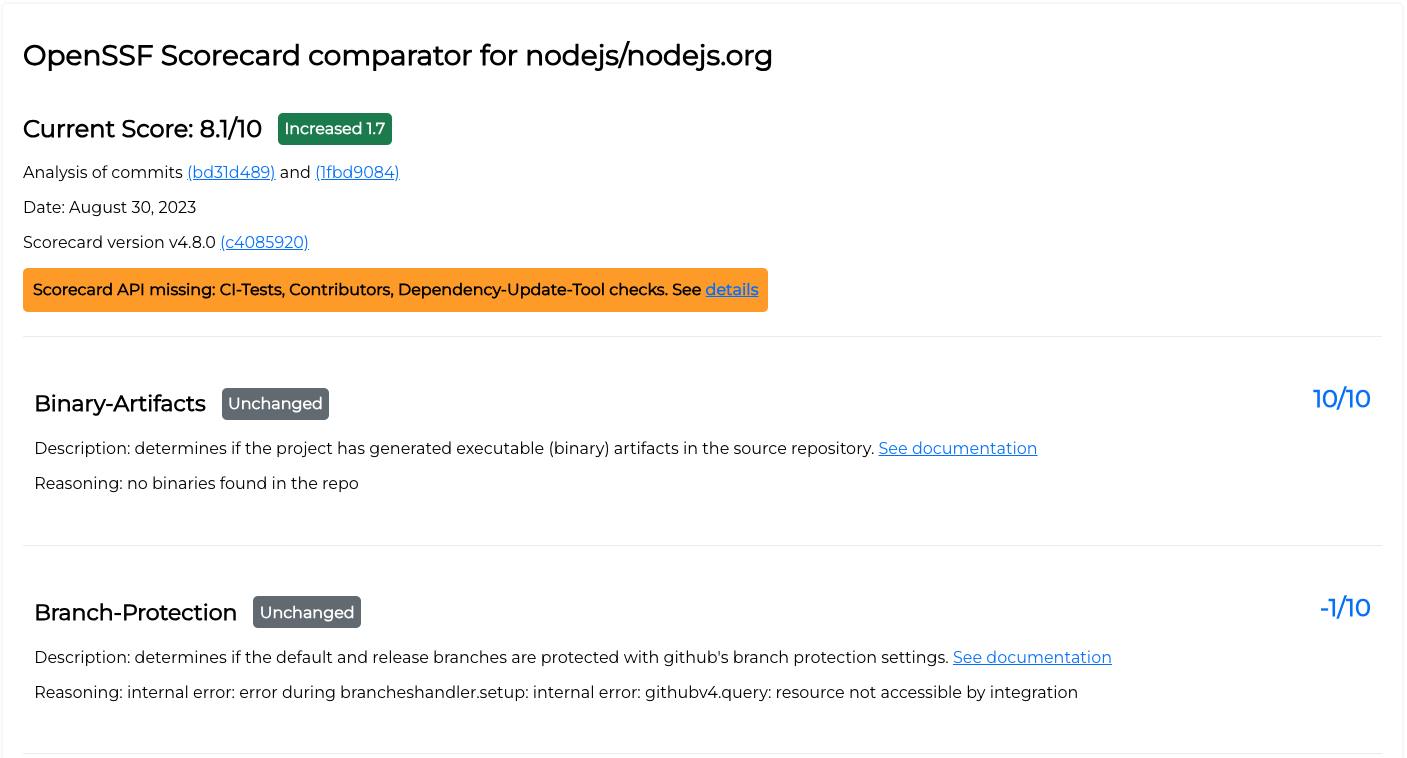 OpenSSF Scorecard comparator for nodejs/nodejs.org
Current Score: 8.1/10 Increased 1.7
Analysis of commits (bd31d489) and (1fbd9084)
Date: August 30, 2023
Scorecard version v4.8.0 (c4085920)
Scorecard API missing: CI-Tests, Contributors, Dependency-Update-Tool checks. See details
Binary-Artifacts Unchanged 10/10
Description: determines if the project has generated executable (binary) artifacts in the source repository. See documentation
Reasoning: no binaries found in the repo
Branch-Protection Unchanged -1/10
Description: determines if the default and release branches are protected with github's branch protection settings. See documentation
Reasoning: internal error: error during brancheshandler.setup: internal error: githubv4.query: resource not accessible by integration